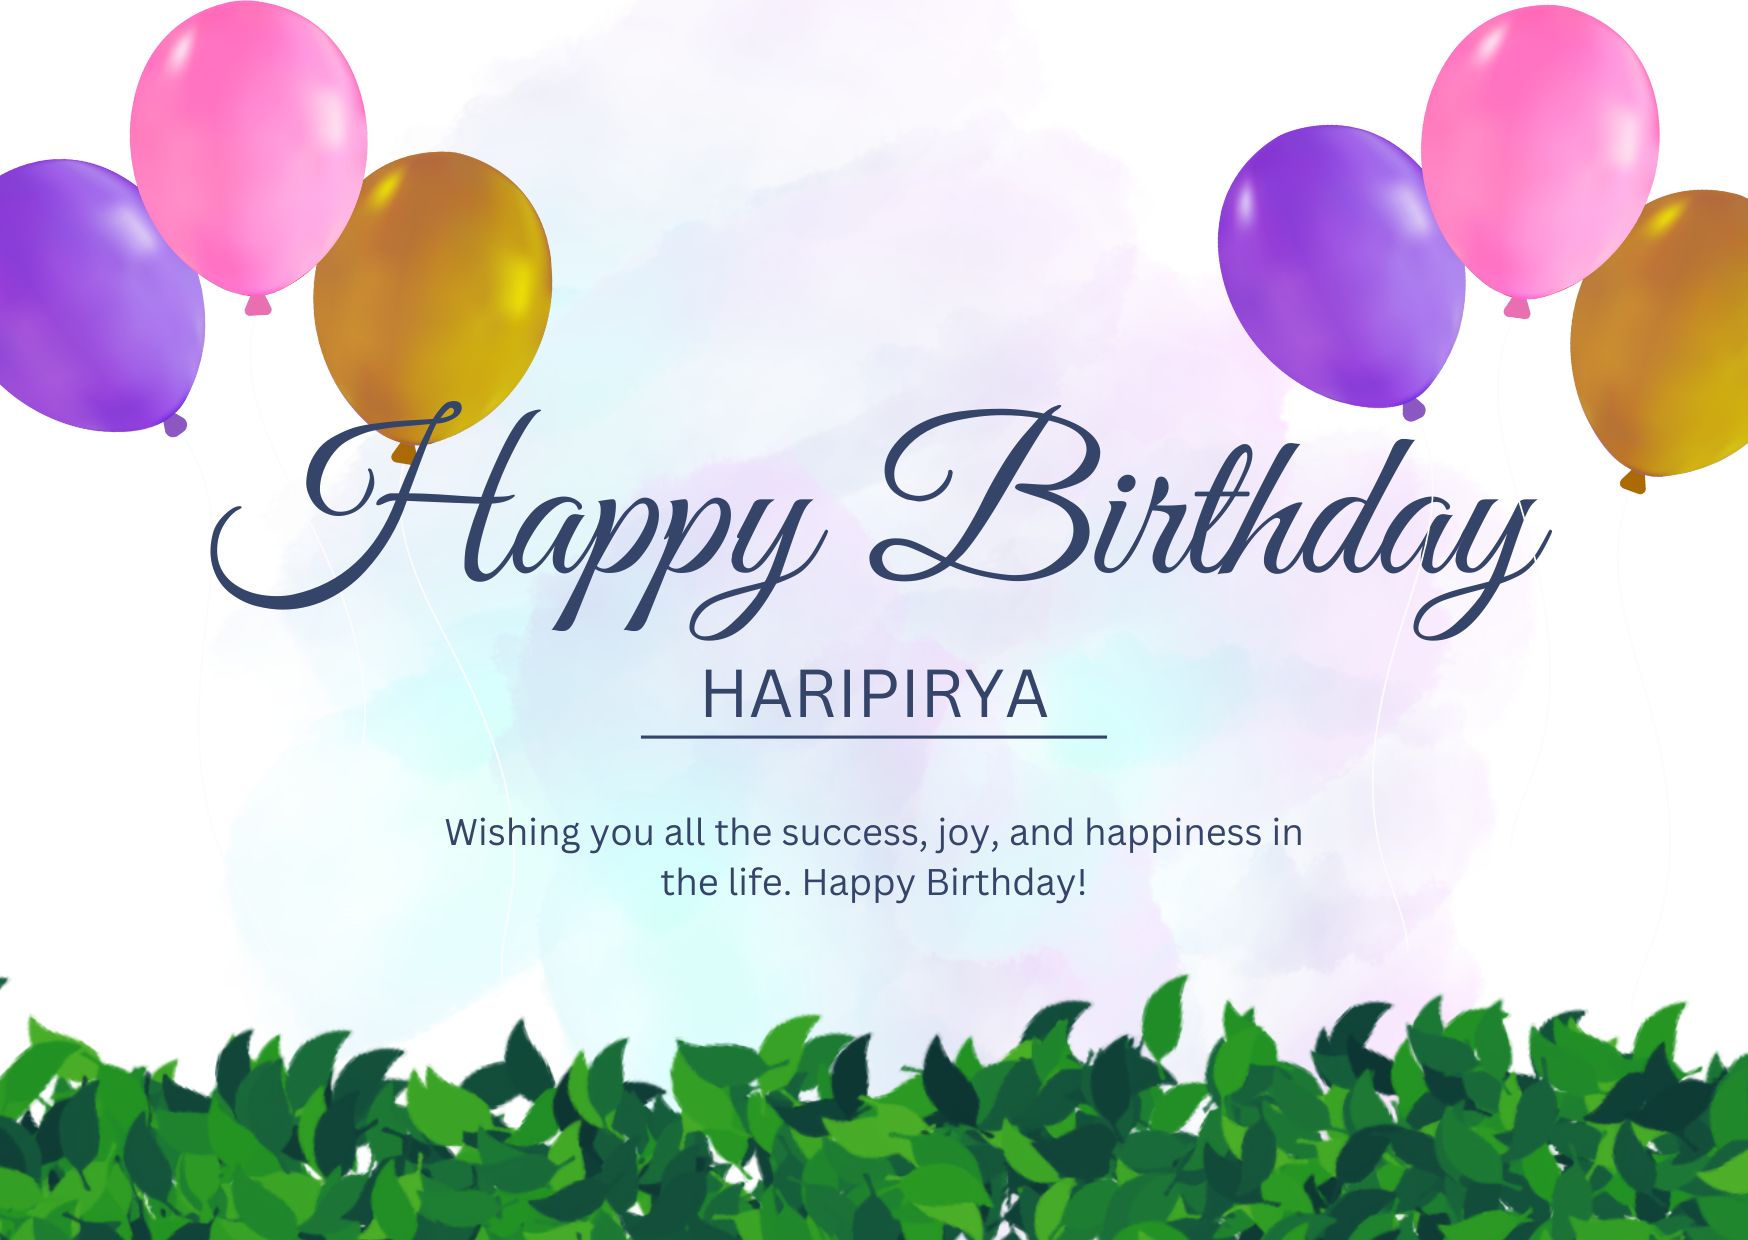 Happy Birthday
HARIPIRYA
Wishing you all the success, joy, and happiness in
the life. Happy Birthday!